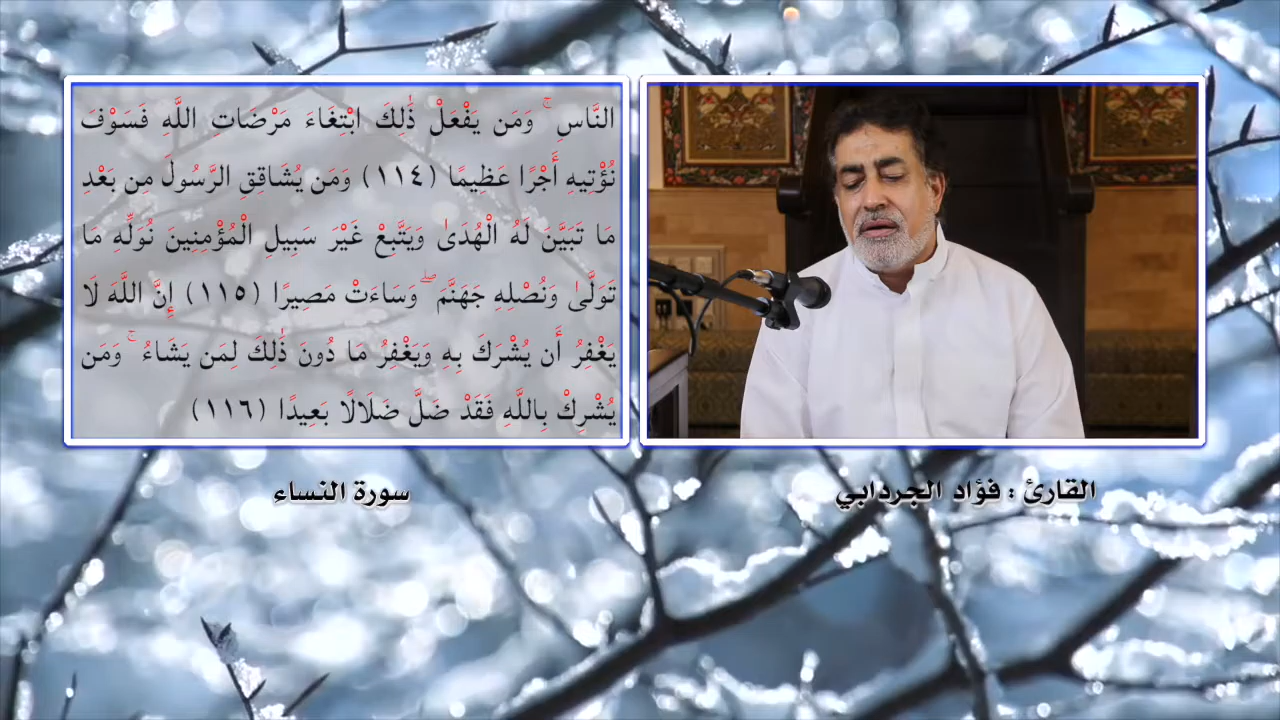 النَّاسِ ۚ وَمَن يَفْعَلْ ذَٰلِكَ ابْتِغَاءَ مَرْضَاتِ اللَّهِ فَسَوْفَ
نُؤْتِيهِ أَجْرًا عَظِيمًا (١١٤) وَمَن يُشَاقِقِ الرَّسُولَ مِن بَعْدِ
مَا تَبَيَّنَ لَهُ الْهُدَىٰ وَيَتَّبِعْ غَيْرَ سَبِيلِ الْمُؤْمِنِينَ نُوَلِّهِ مَا
تَوَلَّىٰ وَنُصْلِهِ جَهَنَّمَ ۖ وَسَاءَتْ مَصِيرًا (١١٥) إِنَّ اللَّهَ لَا
يَغْفِرُ أَن يُشْرَكَ بِهِ وَيَغْفِرُ مَا دُونَ ذَٰلِكَ لِمَن يَشَاءُ ۚ وَمَن
يُشْرِكْ بِاللَّهِ فَقَدْ ضَلَّ ضَلَالًا بَعِيدًا (١١٦)
القارئ : فؤاد الجردابي
سورة النساء